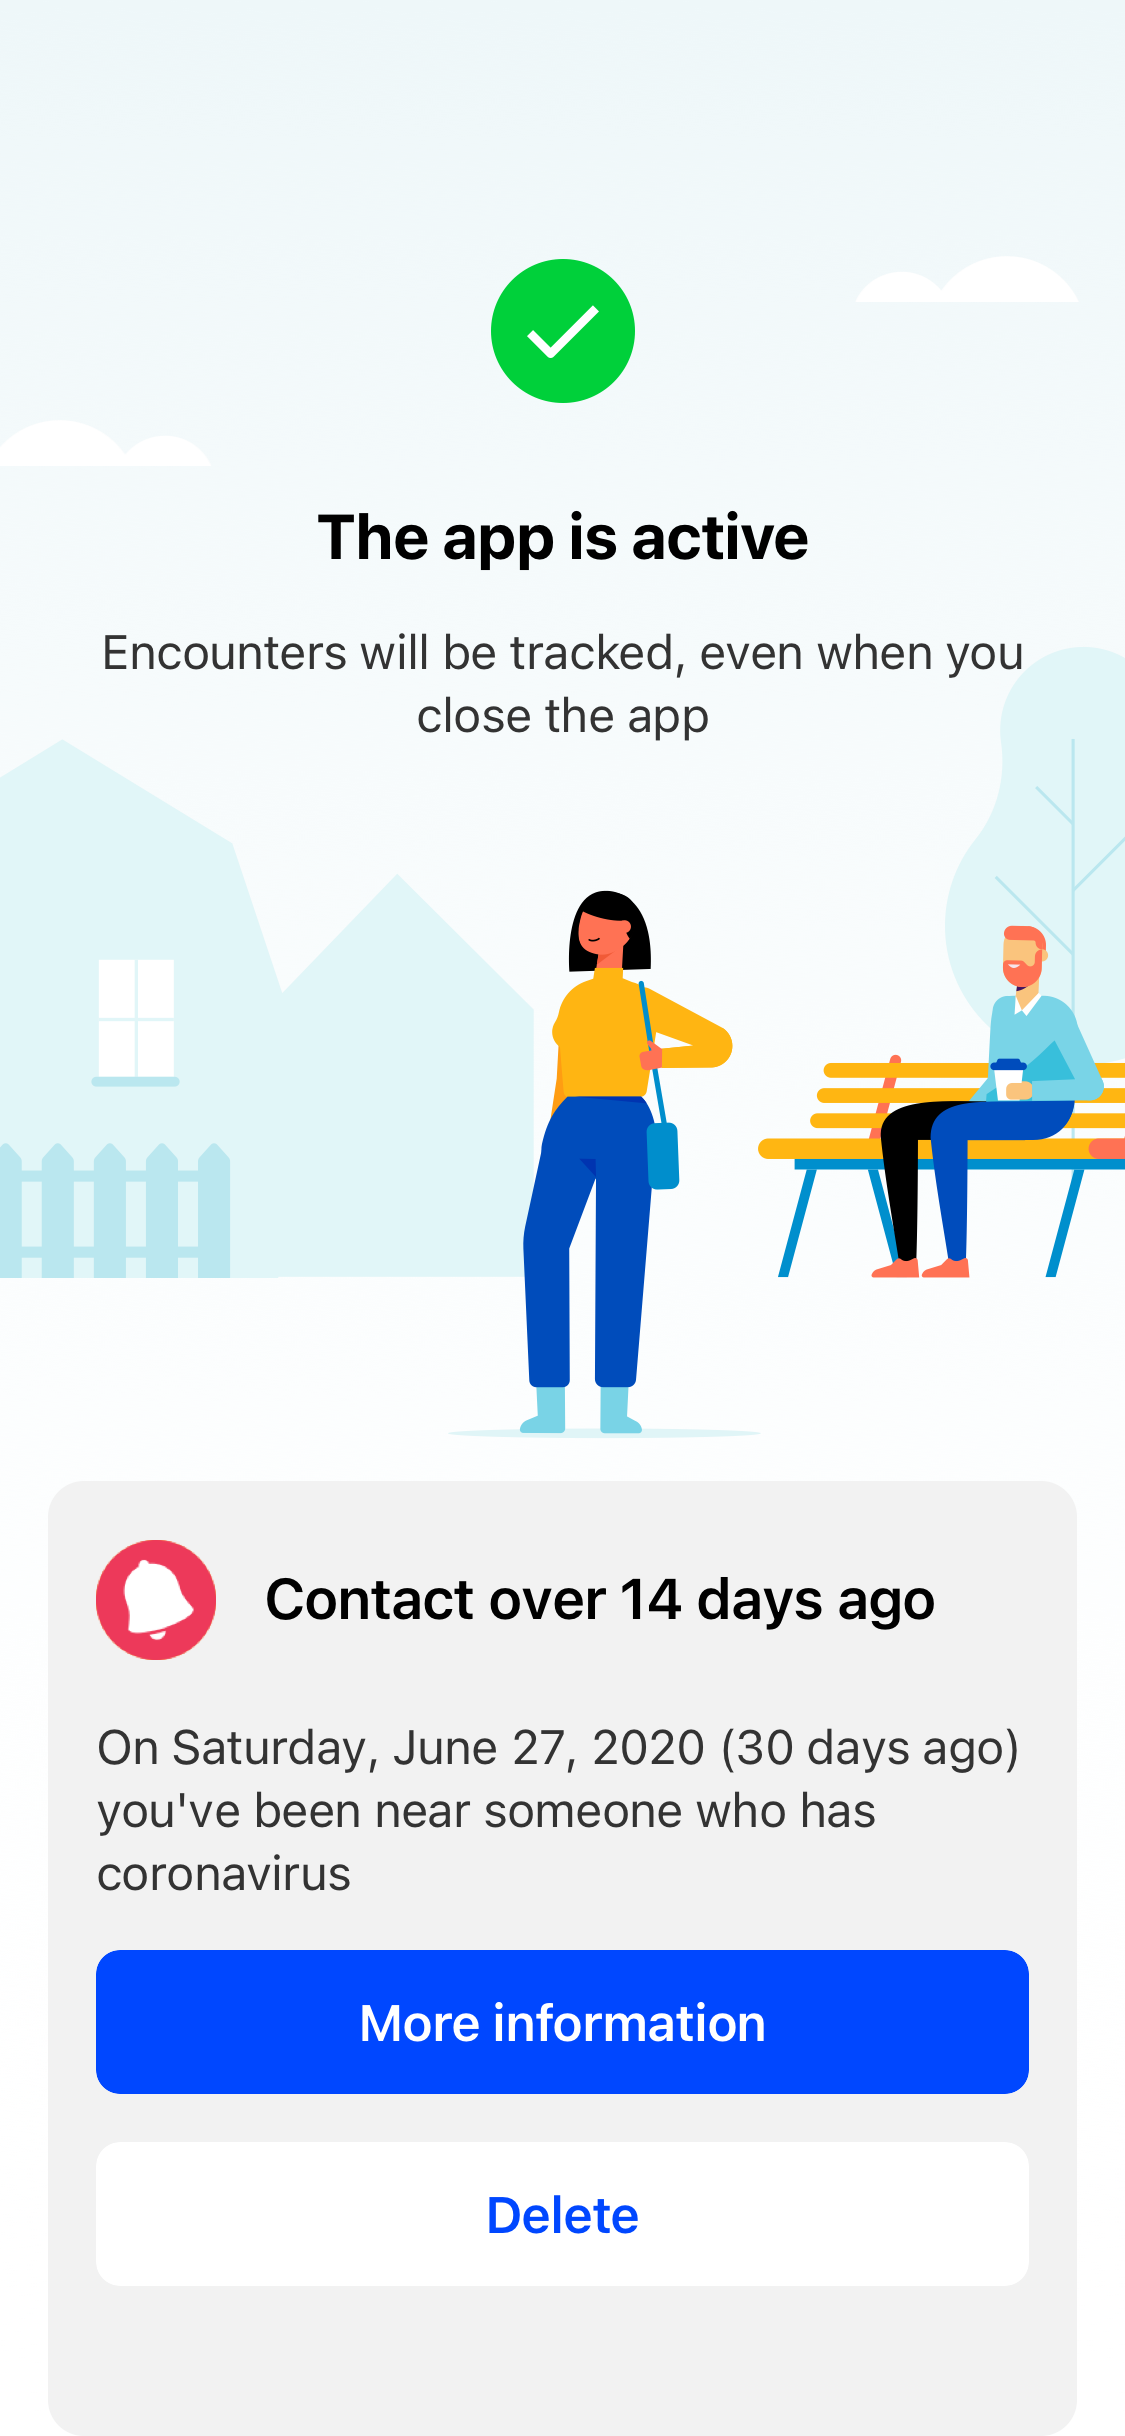 The app is active
Encounters will be tracked, even when you
close the app
Contact over 14 days ago
On Saturday, June 27, 2020 (30 days ago)
you've been near someone who has
coronavirus
More information
Delete